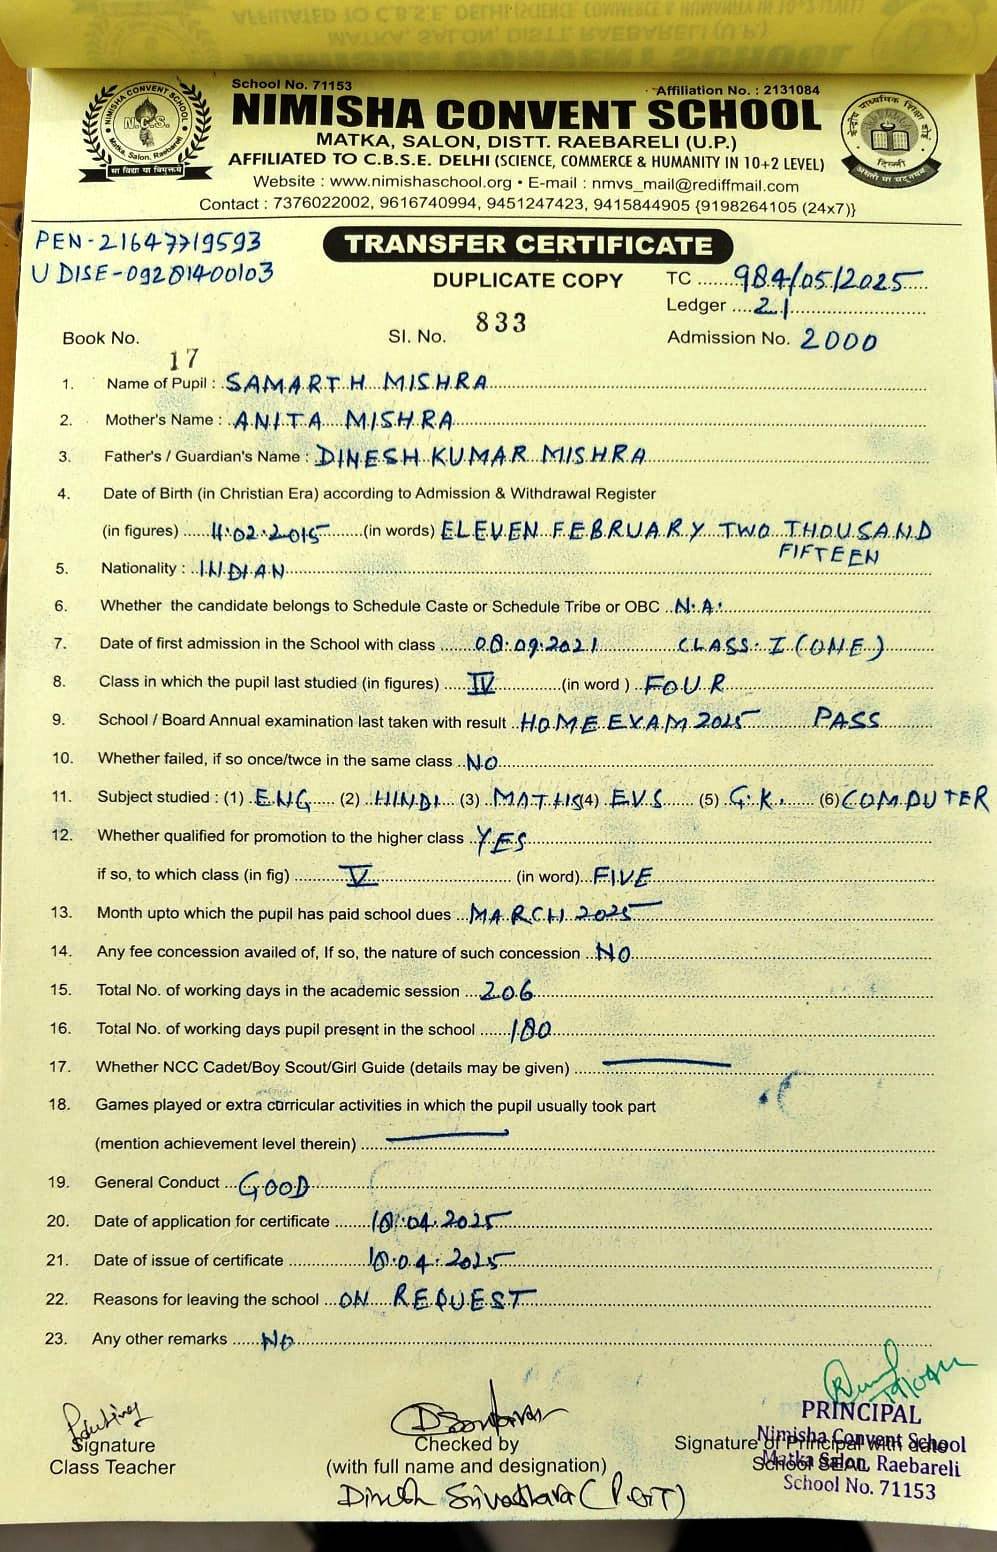 School No. 71153
Affiliation No. : 2131084
NIMISHA CONVENT SCHOOL
MATKA, SALON, DISTT. RAEBARELI (U.P.)
AFFILIATED TO C.B.S.E. DELHI (SCIENCE, COMMERCE & HUMANITY IN 10+2 LEVEL)
Website : www.nimishaschool.org • E-mail : nmvs_mail@rediffmail.com
Contact : 7376022002, 9616740994, 9451247423, 9415844905 {9198264105 (24x7)}
NIMISHA CONVENT SCHOOL
N.C.S.
Matka, Salon, Raebareli
सा विद्या या विमुक्तये
केन्द्रीय माध्यमिक शिक्षा बोर्ड
दिल्ली
असतो मा सद्गमय
PEN-21647719593
UDISE-09281400103
TRANSFER CERTIFICATE
DUPLICATE COPY
TC 984/05/2025
Ledger 21
Book No. 17
Sl. No. 833
Admission No. 2000
1. Name of Pupil : SAMARTH MISHRA
2. Mother's Name : ANITA MISHRA
3. Father's / Guardian's Name : DINESH KUMAR MISHRA
4. Date of Birth (in Christian Era) according to Admission & Withdrawal Register
(in figures) 11.02.2015 (in words) ELEVEN FEBRUARY TWO THOUSAND
FIFTEEN
5. Nationality : INDIAN
6. Whether the candidate belongs to Schedule Caste or Schedule Tribe or OBC N.A.
7. Date of first admission in the School with class 08.09.2021 CLASS. I (ONE)
8. Class in which the pupil last studied (in figures) IV (in word ) FOUR
9. School / Board Annual examination last taken with result HOME EXAM 2025 PASS
10. Whether failed, if so once/twce in the same class NO
11. Subject studied : (1) ENG (2) HINDI (3) MATHS (4) EVS (5) G.K. (6) COMPUTER
12. Whether qualified for promotion to the higher class YES
if so, to which class (in fig) V (in word) FIVE
13. Month upto which the pupil has paid school dues MARCH 2025
14. Any fee concession availed of, If so, the nature of such concession NO
15. Total No. of working days in the academic session 206
16. Total No. of working days pupil present in the school 180
17. Whether NCC Cadet/Boy Scout/Girl Guide (details may be given)
18. Games played or extra curricular activities in which the pupil usually took part
(mention achievement level therein)
19. General Conduct GOOD
20. Date of application for certificate 10.04.2025
21. Date of issue of certificate 10.04.2025
22. Reasons for leaving the school ON REQUEST
23. Any other remarks NO
Signature
Class Teacher
Checked by
(with full name and designation)
Dinesh Srivastava (PGT)
Signature of Principal with date
School SEAL
PRINCIPAL
Nimisha Convent School
Matka Salon, Raebareli
School No. 71153